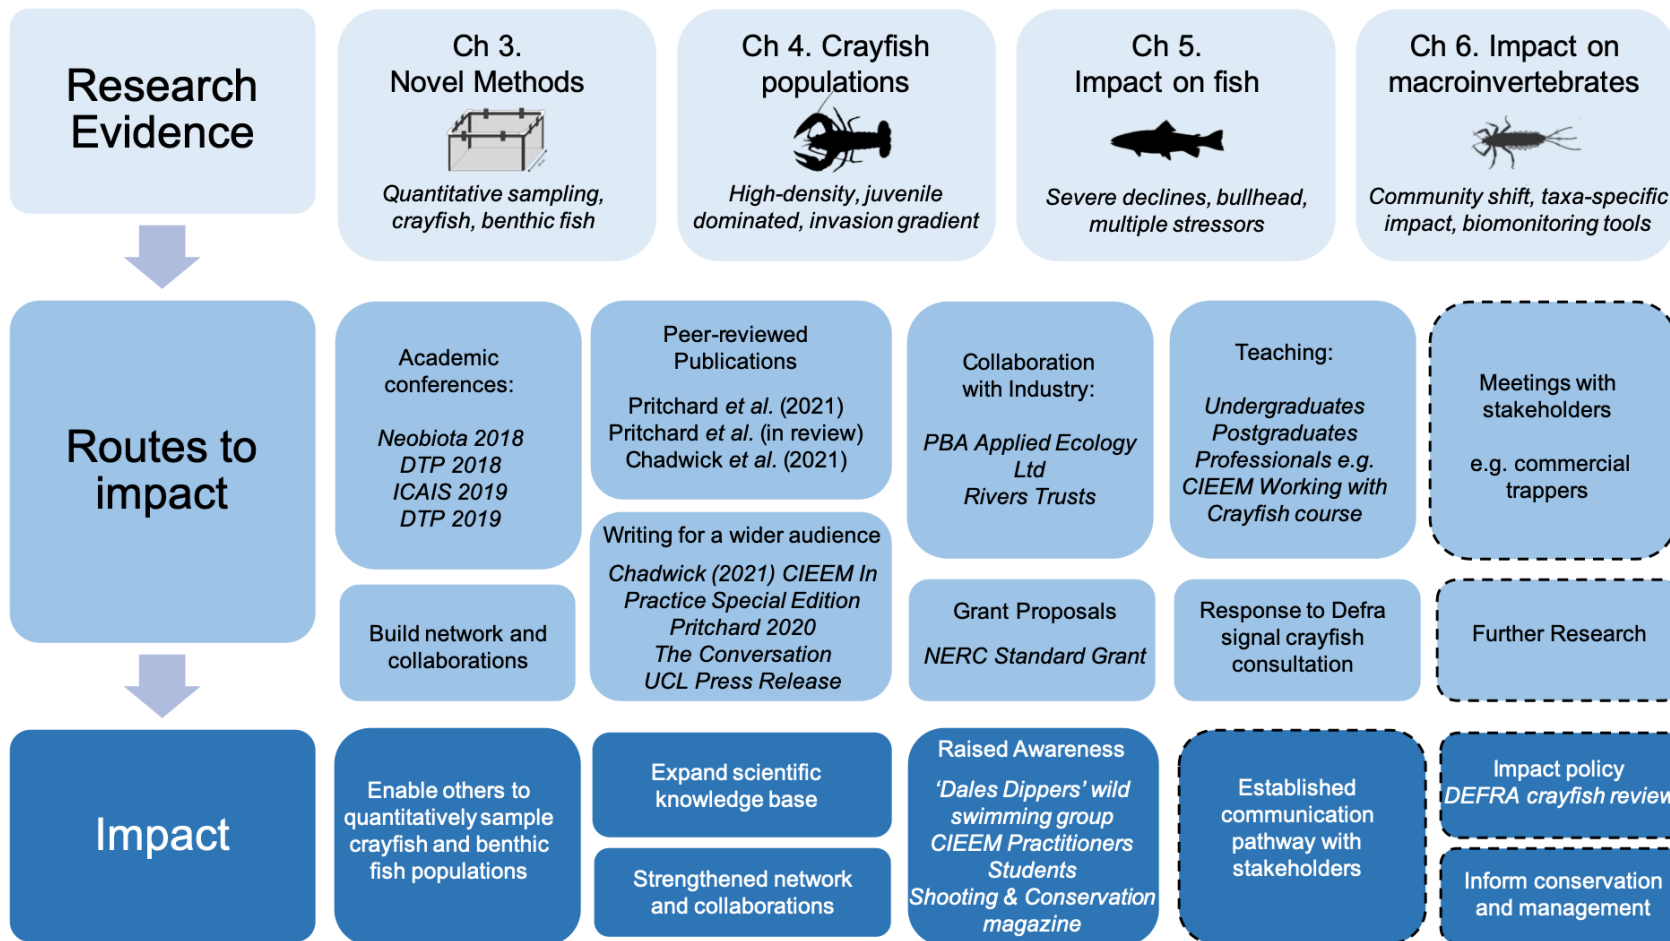 Research
Evidence
Ch 3.
Novel Methods
Quantitative sampling,
crayfish, benthic fish
Ch 4. Crayfish
populations
High-density, juvenile
dominated, invasion gradient
Ch 5.
Impact on fish
Severe declines, bullhead,
multiple stressors
Ch 6. Impact on
macroinvertebrates
Community shift, taxa-specific
impact, biomonitoring tools
Routes to
impact
Academic
conferences:
Neobiota 2018
DTP 2018
ICAIS 2019
DTP 2019
Build network and
collaborations
Peer-reviewed
Publications
Pritchard et al. (2021)
Pritchard et al. (in review)
Chadwick et al. (2021)
Writing for a wider audience
Chadwick (2021) CIEEM In
Practice Special Edition
Pritchard 2020
The Conversation
UCL Press Release
Collaboration
with Industry:
PBA Applied Ecology
Ltd
Rivers Trusts
Grant Proposals
NERC Standard Grant
Teaching:
Undergraduates
Postgraduates
Professionals e.g.
CIEEM Working with
Crayfish course
Response to Defra
signal crayfish
consultation
Meetings with
stakeholders
e.g. commercial
trappers
Further Research
Impact
Enable others to
quantitatively sample
crayfish and benthic
fish populations
Expand scientific
knowledge base
Strengthened network
and collaborations
Raised Awareness
‘Dales Dippers’ wild
swimming group
CIEEM Practitioners
Students
Shooting & Conservation
magazine
Established
communication
pathway with
stakeholders
Impact policy
DEFRA crayfish review
Inform conservation
and management